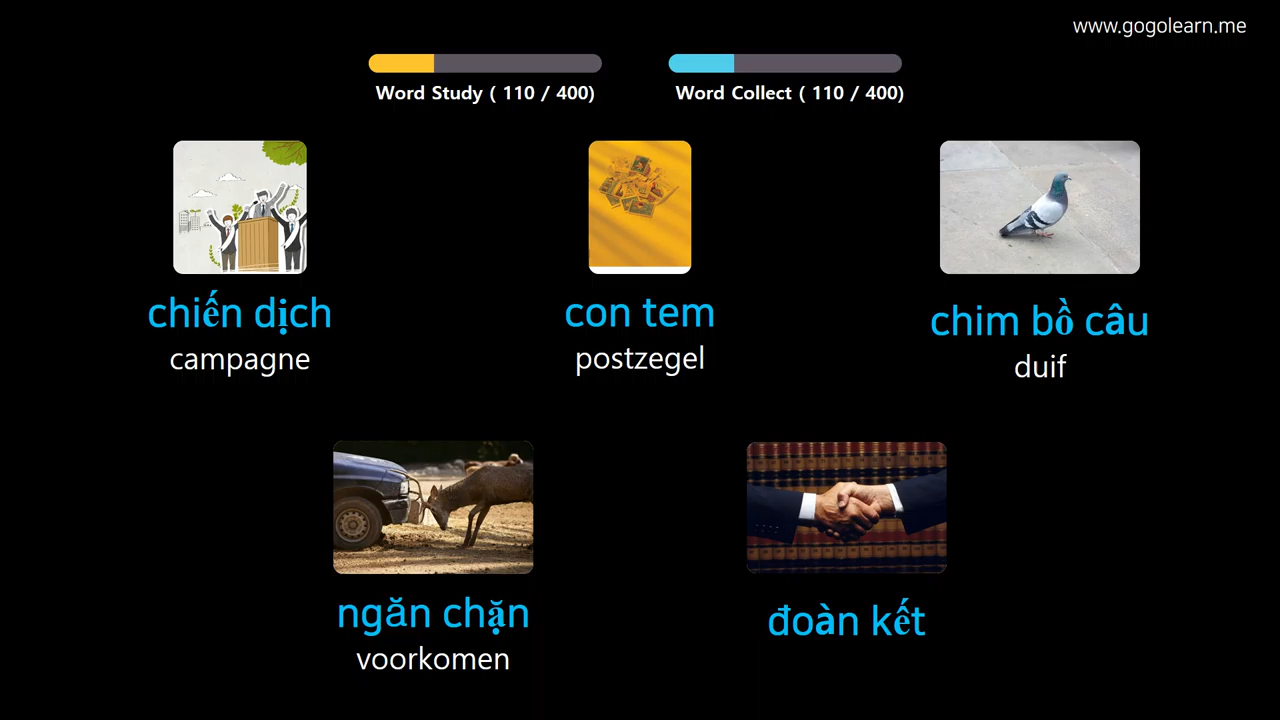 www.gogolearn.me
Word Study ( 110 / 400)
Word Collect ( 110 / 400)
chiến dịch
campagne
con tem
postzegel
chim bồ câu
duif
ngăn chặn
voorkomen
đoàn kết